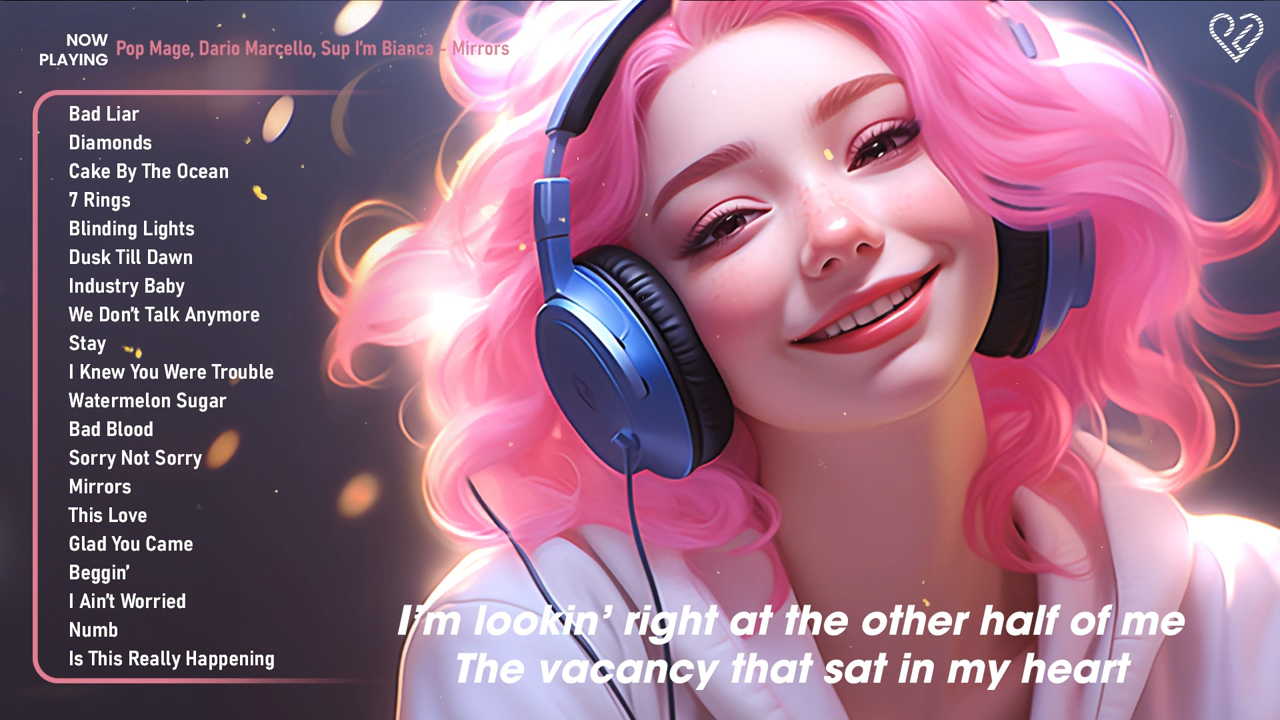 NOW
PLAYING
Pop Mage, Dario Marcello, Sup I'm Bianca - Mirrors
Bad Liar
Diamonds
Cake By The Ocean
7 Rings
Blinding Lights
Dusk Till Dawn
Industry Baby
We Don't Talk Anymore
Stay
I Knew You Were Trouble
Watermelon Sugar
Bad Blood
Sorry Not Sorry
Mirrors
This Love
Glad You Came
Beggin'
I Ain't Worried
Numb
Is This Really Happening
I'm lookin' right at the other half of me
The vacancy that sat in my heart